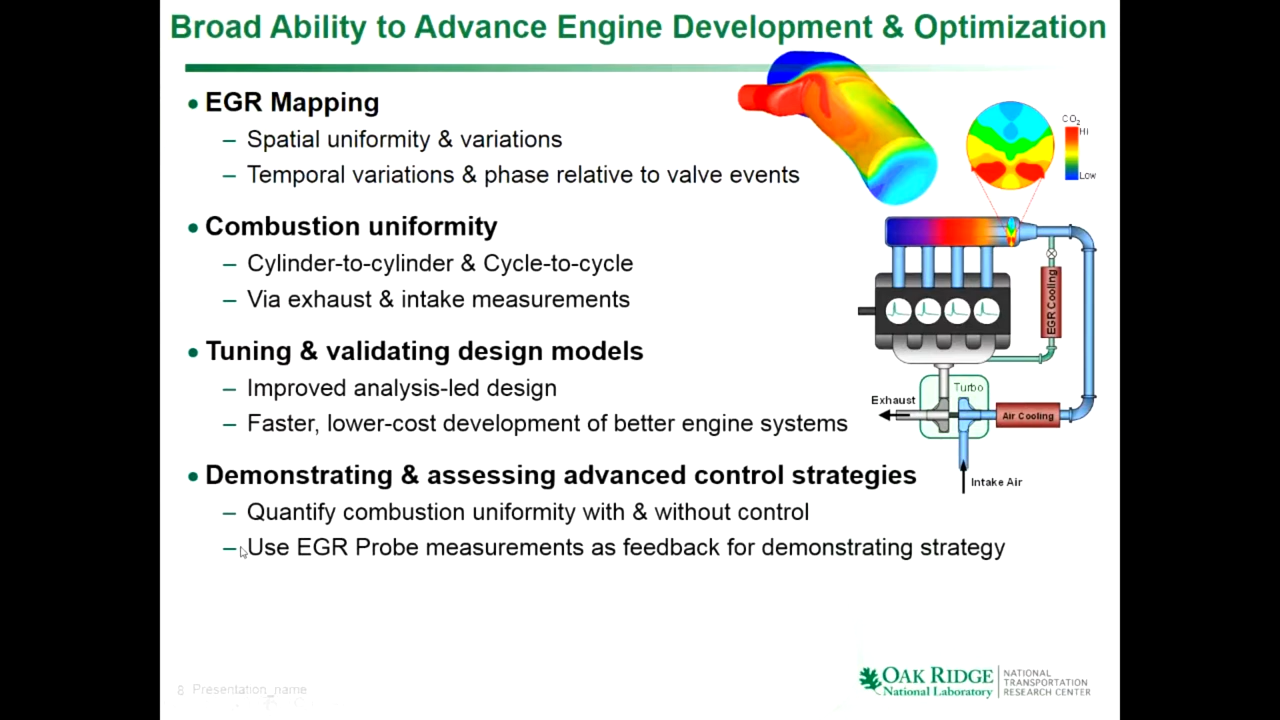 Broad Ability to Advance Engine Development & Optimization
• EGR Mapping
– Spatial uniformity & variations
– Temporal variations & phase relative to valve events
• Combustion uniformity
– Cylinder-to-cylinder & Cycle-to-cycle
– Via exhaust & intake measurements
• Tuning & validating design models
– Improved analysis-led design
– Faster, lower-cost development of better engine systems
• Demonstrating & assessing advanced control strategies
– Quantify combustion uniformity with & without control
– Use EGR Probe measurements as feedback for demonstrating strategy
CO₂
Hi
Low
EGR Cooling
Turbo
Exhaust
Air Cooling
Intake Air
8 Presentation_name
OAK RIDGE
National Laboratory
NATIONAL
TRANSPORTATION
RESEARCH CENTER